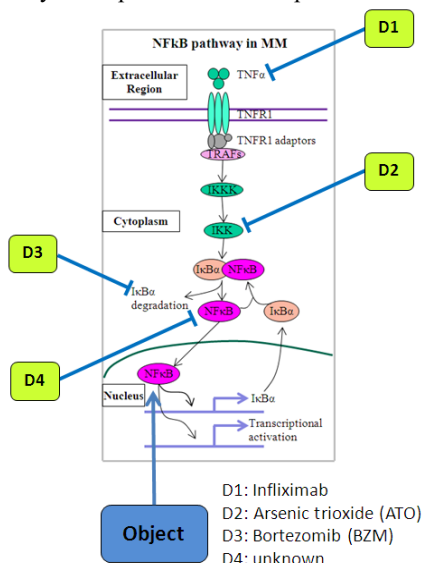 D1
NFkB pathway in MM
Extracellular
Region
TNFα
TNFR1
TNFR1 adaptors
TRAFs
D2
IKKK
Cytoplasm
IKK
D3
IκBα NFκB
IκBα
degradation
NFκB
IκBα
D4
NFκB
Nucleus
IκBα
Transcriptional
activation
Object
D1: Infliximab
D2: Arsenic trioxide (ATO)
D3: Bortezomib (BZM)
D4: unknown